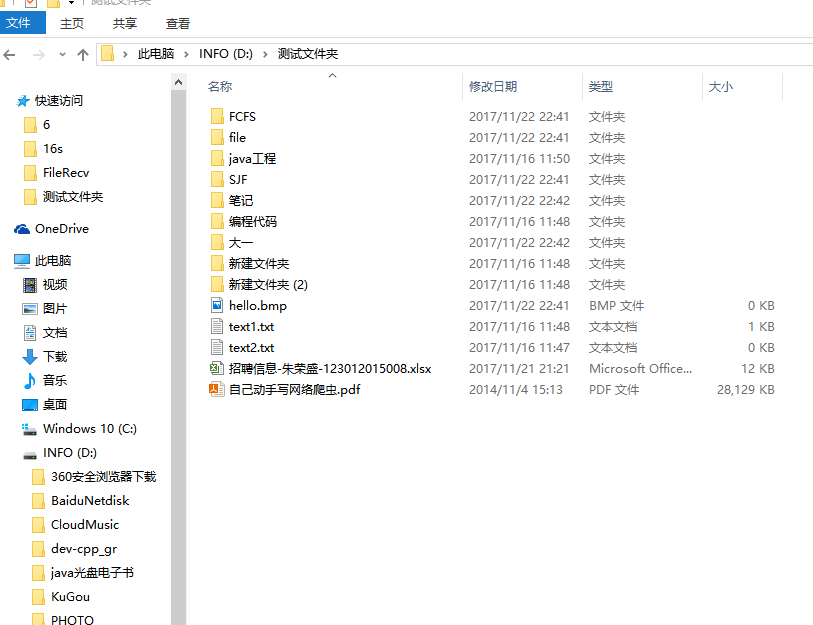 测试文件夹
文件 主页 共享 查看
此电脑 INFO (D:) 测试文件夹
名称 修改日期 类型 大小
快速访问
6
16s
FileRecv
测试文件夹
OneDrive
此电脑
视频
图片
文档
下载
音乐
桌面
Windows 10 (C:)
INFO (D:)
360安全浏览器下载
BaiduNetdisk
CloudMusic
dev-cpp_gr
java光盘电子书
KuGou
PHOTO
FCFS 2017/11/22 22:41 文件夹
file 2017/11/22 22:41 文件夹
java工程 2017/11/16 11:50 文件夹
SJF 2017/11/22 22:41 文件夹
笔记 2017/11/22 22:42 文件夹
编程代码 2017/11/16 11:48 文件夹
大一 2017/11/22 22:42 文件夹
新建文件夹 2017/11/16 11:48 文件夹
新建文件夹 (2) 2017/11/16 11:48 文件夹
hello.bmp 2017/11/22 22:41 BMP 文件 0 KB
text1.txt 2017/11/16 11:48 文本文档 1 KB
text2.txt 2017/11/16 11:47 文本文档 0 KB
招聘信息-朱荣盛-123012015008.xlsx 2017/11/21 21:21 Microsoft Office... 12 KB
自己动手写网络爬虫.pdf 2014/11/4 15:13 PDF 文件 28,129 KB